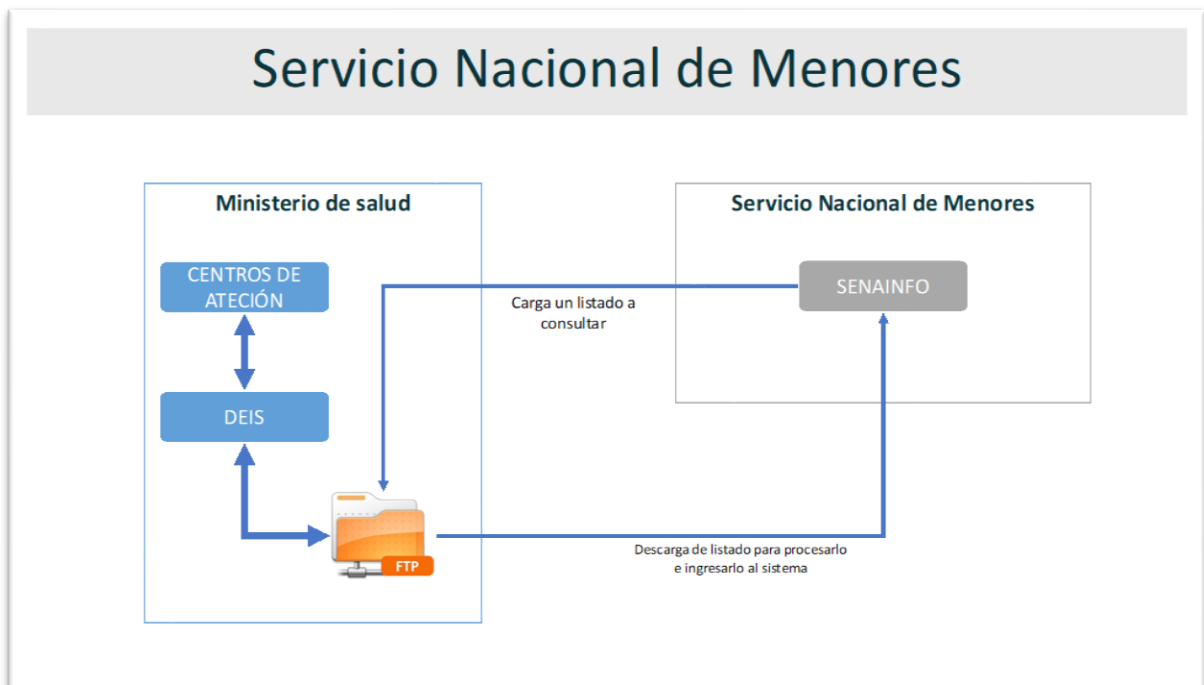 Servicio Nacional de Menores
Ministerio de salud
CENTROS DE
ATECIÓN
DEIS
FTP
Carga un listado a
consultar
Servicio Nacional de Menores
SENAINFO
Descarga de listado para procesarlo
e ingresarlo al sistema